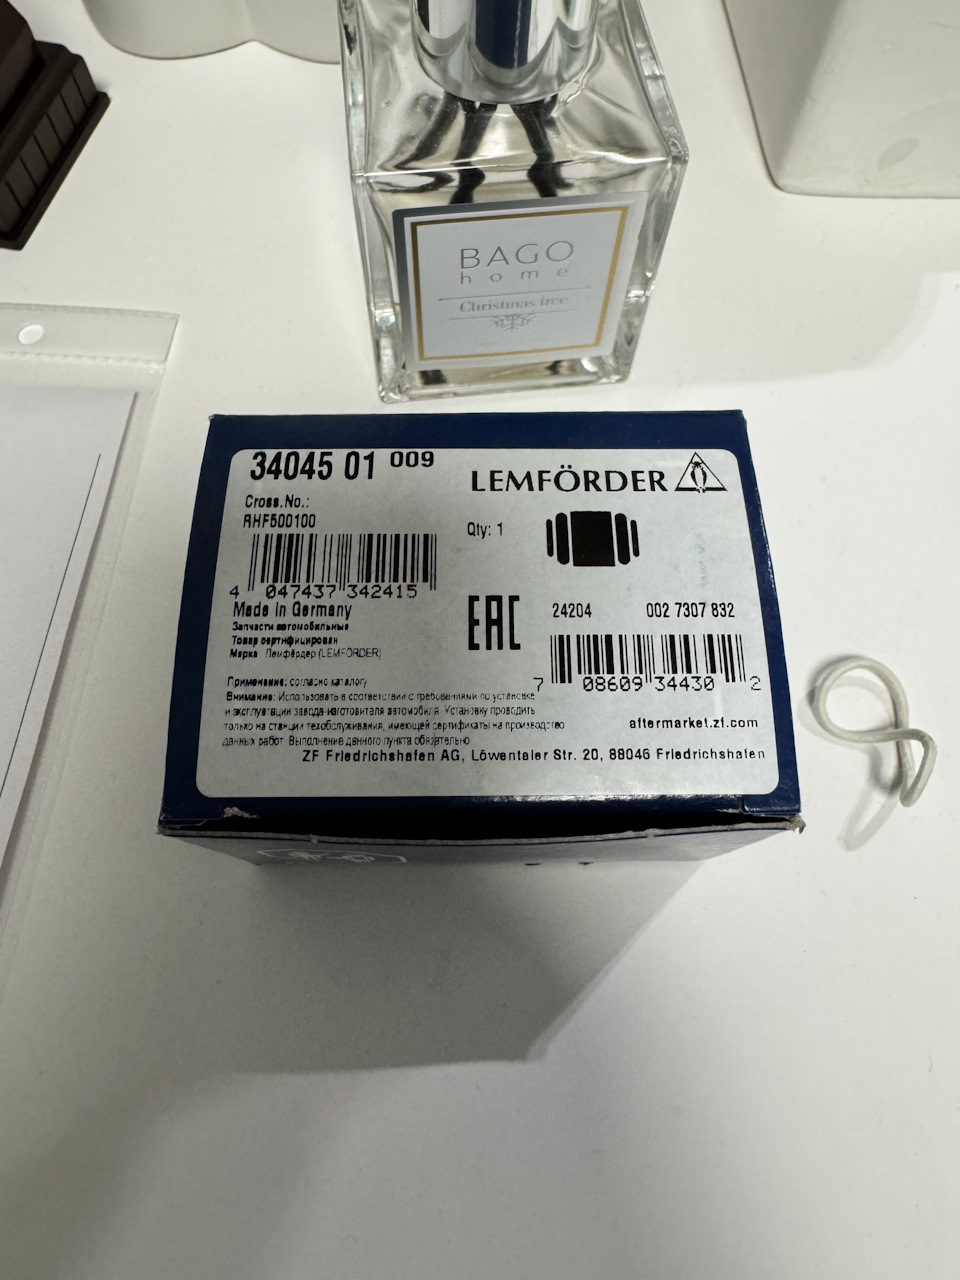 BAGO
home
Christmas tree
34045 01 009
LEMFÖRDER
Cross.No.:
RHF500100
Qty: 1
4 047437 342415
Made in Germany
Запчасти автомобильные
Товар сертифицирован
Марка Лемфёрдер (LEMFÖRDER)
EAC
24204 002 7307 832
7 08609 34430 2
Применение: согласно каталогу
Внимание: Использовать в соответствии с требованиями по установке
и эксплуатации завода-изготовителя автомобиля. Установку проводить
только на станции техобслуживания, имеющей сертификаты на производство
данных работ. Выполнение данного пункта обязательно
aftermarket.zf.com
ZF Friedrichshafen AG, Löwentaler Str. 20, 88046 Friedrichshafen